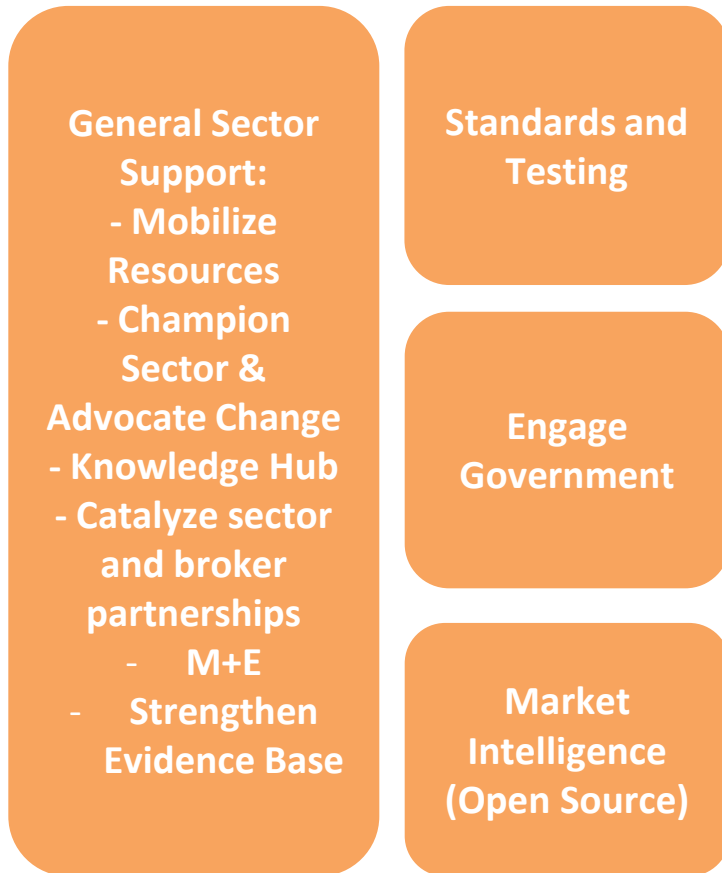 General Sector
Support:
- Mobilize
Resources
- Champion
Sector &
Advocate Change
- Knowledge Hub
- Catalyze sector
and broker
partnerships
- M+E
- Strengthen
Evidence Base
Standards and
Testing
Engage
Government
Market
Intelligence
(Open Source)